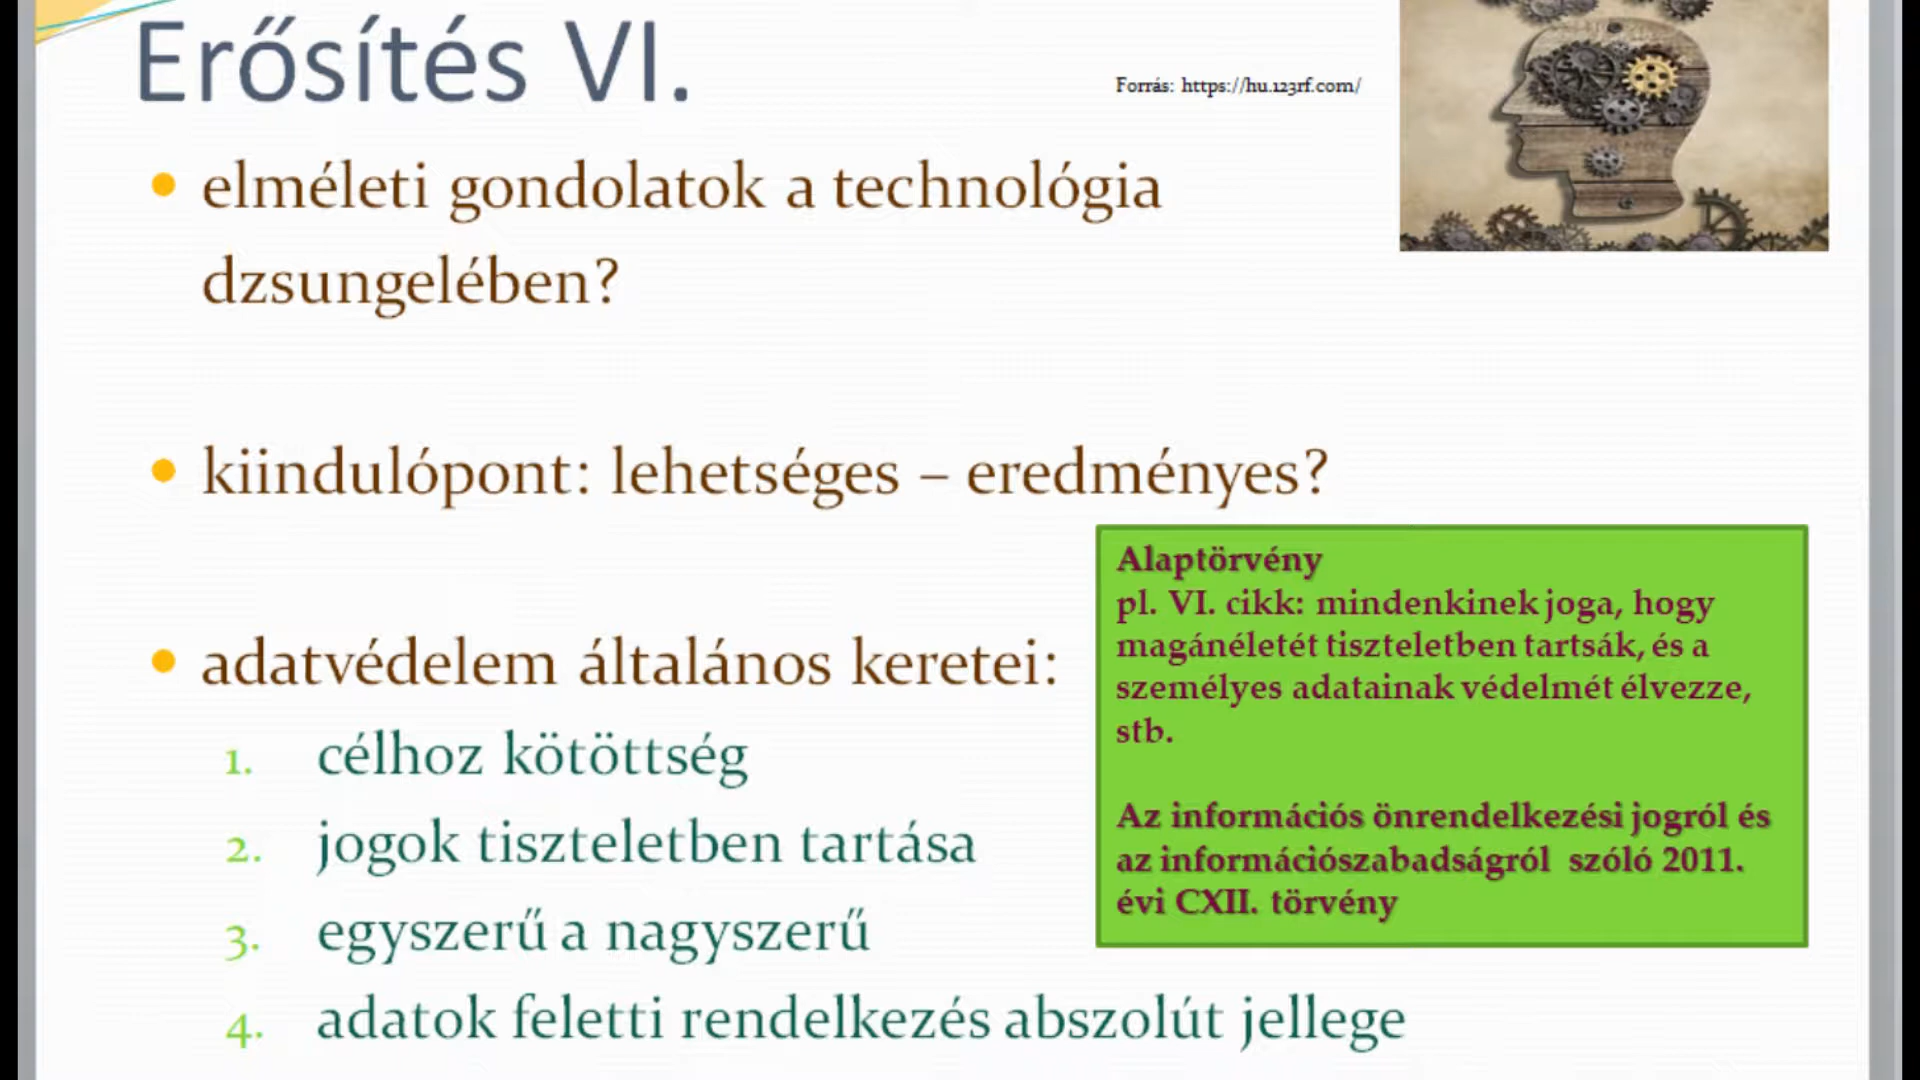 Erősítés VI.
Forrás: https://hu.123rf.com/
elméleti gondolatok a technológia
dzsungelében?
kiindulópont: lehetséges – eredményes?
adatvédelem általános keretei:
1. célhoz kötöttség
2. jogok tiszteletben tartása
3. egyszerű a nagyszerű
4. adatok feletti rendelkezés abszolút jellege
Alaptörvény
pl. VI. cikk: mindenkinek joga, hogy
magánéletét tiszteletben tartsák, és a
személyes adatainak védelmét élvezze,
stb.
Az információs önrendelkezési jogról és
az információszabadságról szóló 2011.
évi CXII. törvény